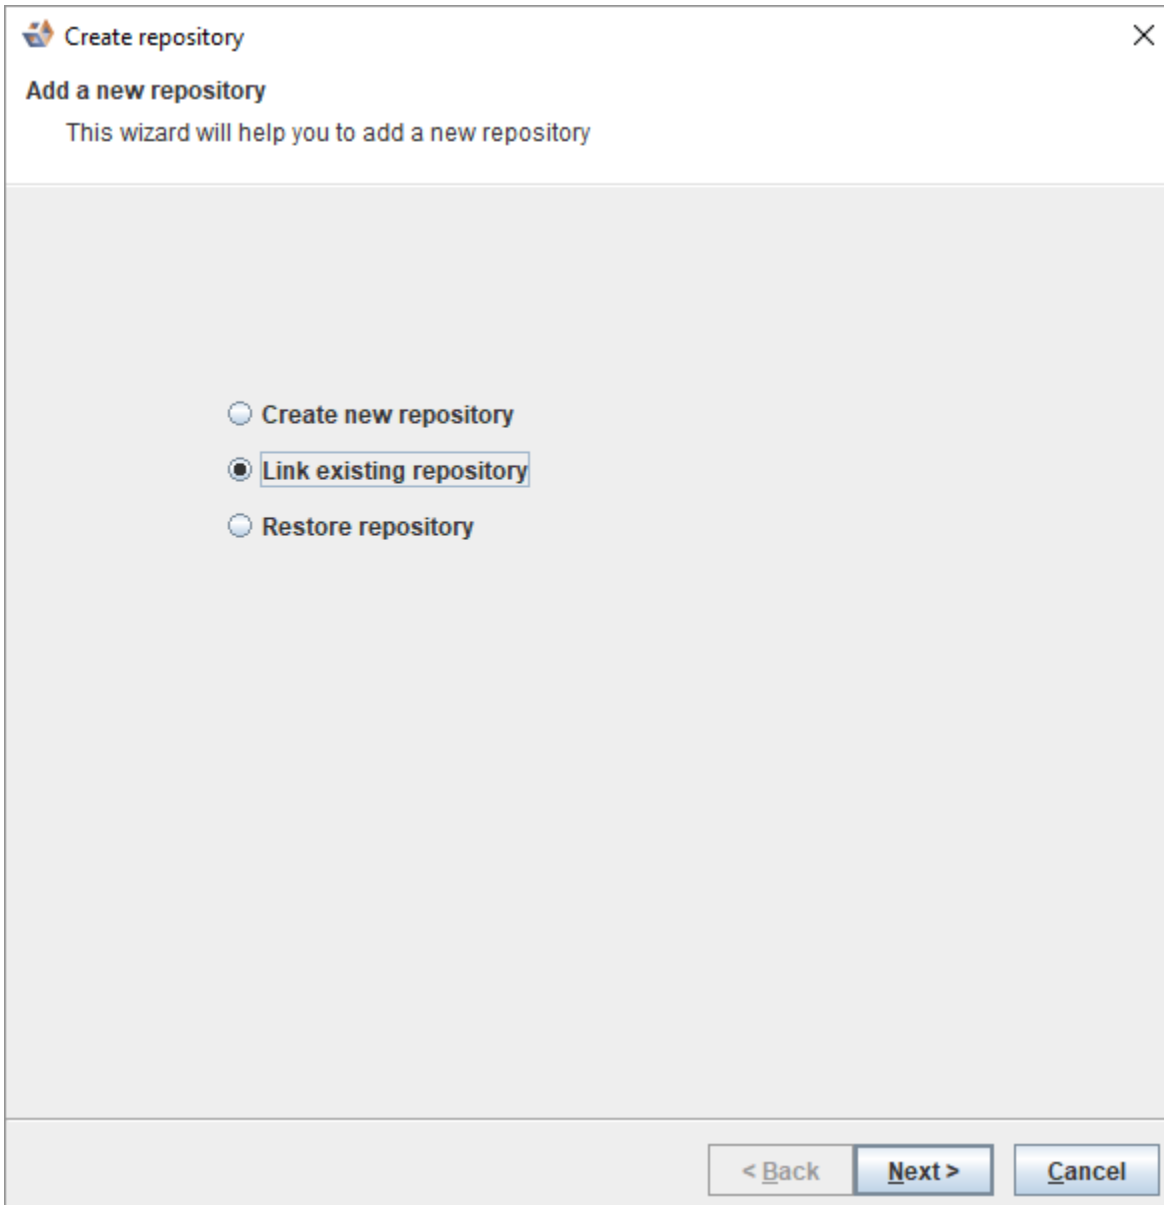 Create repository
Add a new repository
This wizard will help you to add a new repository
Create new repository
Link existing repository
Restore repository
< Back
Next >
Cancel